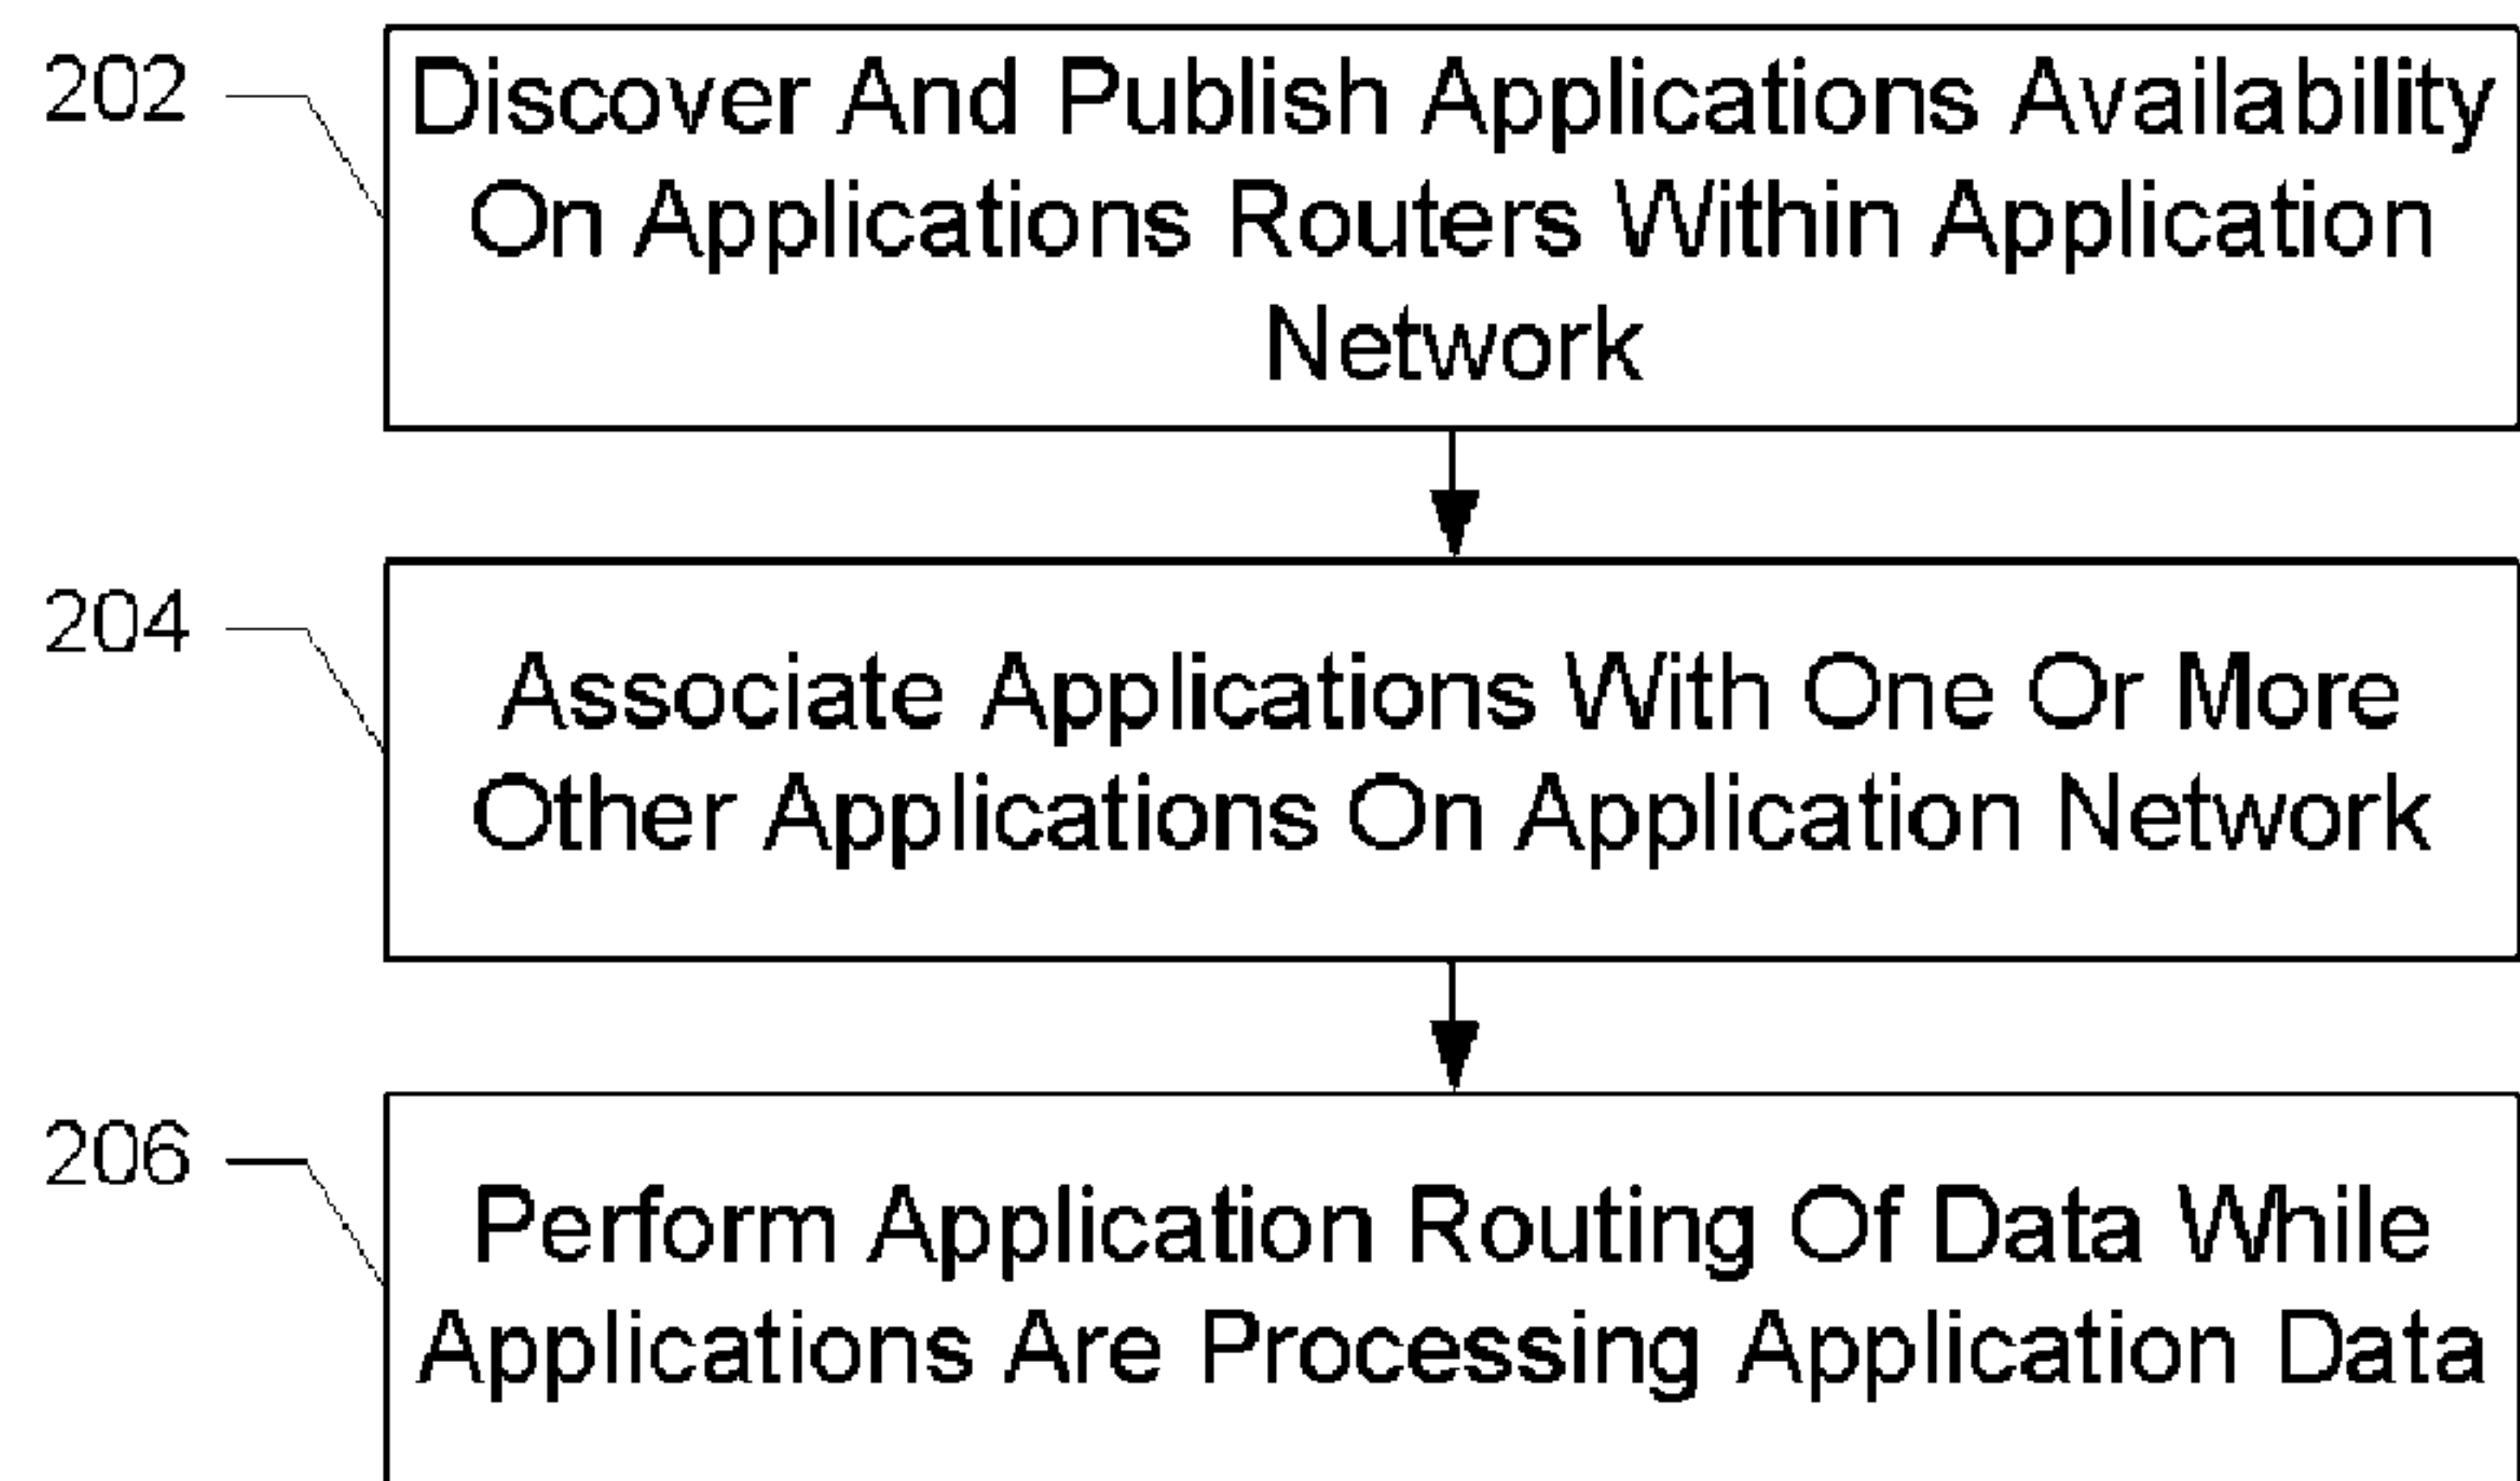 202
Discover And Publish Applications Availability
On Applications Routers Within Application
Network
204
Associate Applications With One Or More
Other Applications On Application Network
206
Perform Application Routing Of Data While
Applications Are Processing Application Data